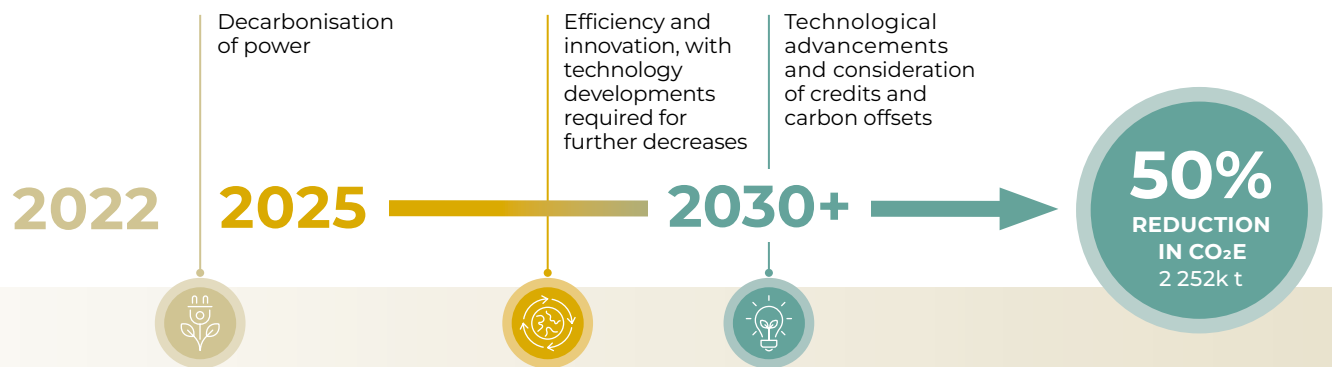 Decarbonisation
of power
Efficiency and
innovation, with
technology
developments
required for
further decreases
Technological
advancements
and consideration
of credits and
carbon offsets
2022
2025
2030+
50%
REDUCTION
IN CO₂E
2 252k t